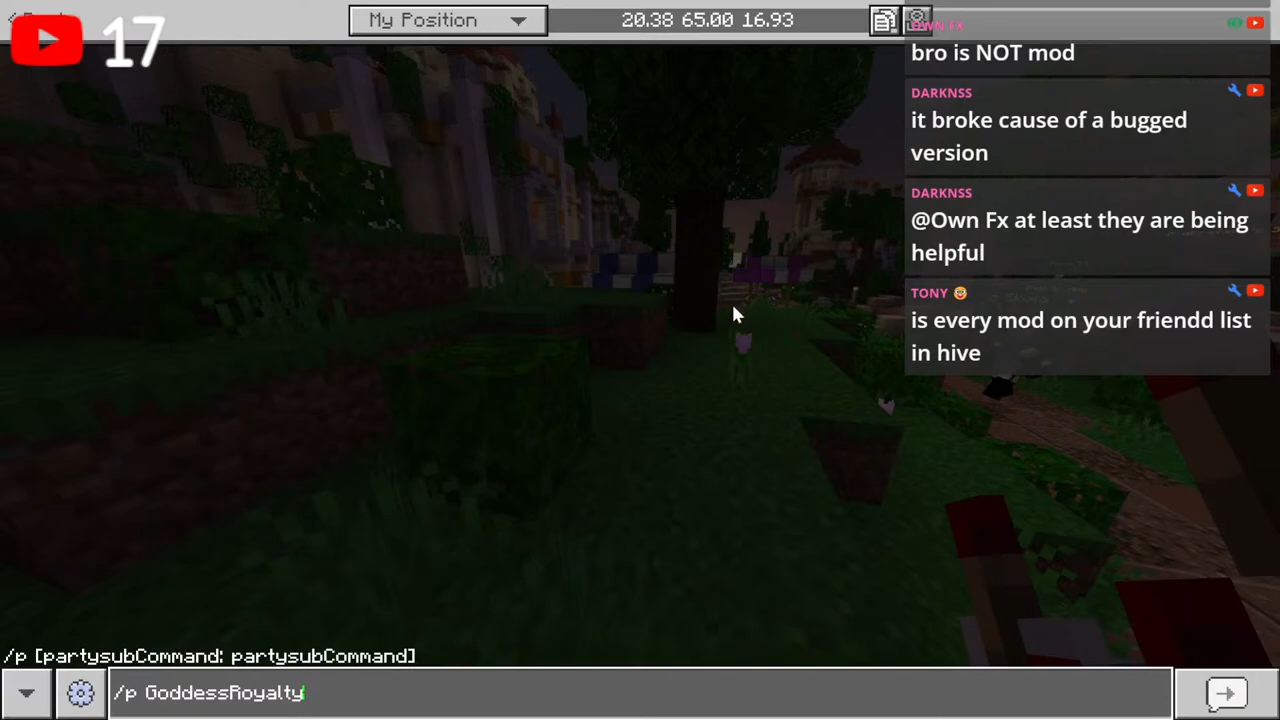 My Position
20.38 65.00 16.93
17
OWN FX
bro is NOT mod
DARKNSS
it broke cause of a bugged
version
DARKNSS
@Own Fx at least they are being
helpful
TONY
is every mod on your friendd list
in hive
/p [partysubCommand: partysubCommand]
/p GoddessRoyalty